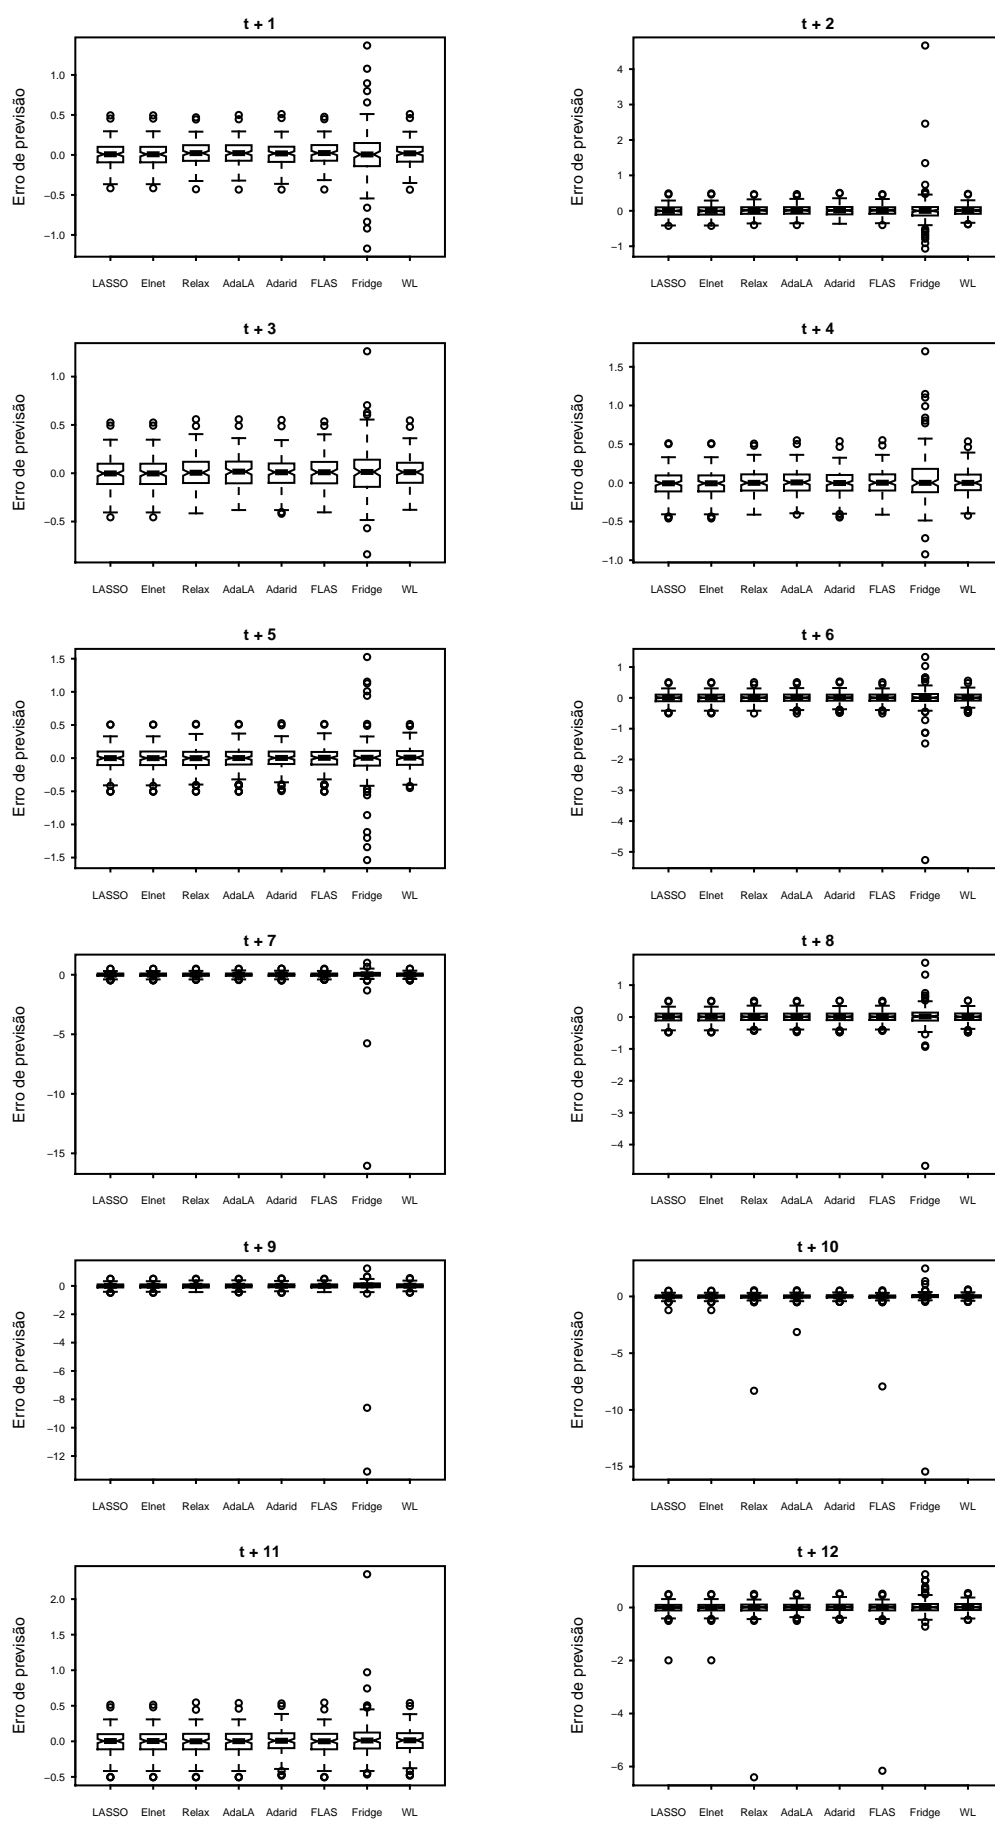 t + 1
Erro de previsão
1.0
0.5
0.0
−0.5
−1.0
LASSO Elnet Relax AdaLA Adarid FLAS Fridge WL
t + 2
Erro de previsão
4
3
2
1
0
−1
LASSO Elnet Relax AdaLA Adarid FLAS Fridge WL
t + 3
Erro de previsão
1.0
0.5
0.0
−0.5
LASSO Elnet Relax AdaLA Adarid FLAS Fridge WL
t + 4
Erro de previsão
1.5
1.0
0.5
0.0
−0.5
−1.0
LASSO Elnet Relax AdaLA Adarid FLAS Fridge WL
t + 5
Erro de previsão
1.5
1.0
0.5
0.0
−0.5
−1.0
−1.5
LASSO Elnet Relax AdaLA Adarid FLAS Fridge WL
t + 6
Erro de previsão
1
0
−1
−2
−3
−4
−5
LASSO Elnet Relax AdaLA Adarid FLAS Fridge WL
t + 7
Erro de previsão
0
−5
−10
−15
LASSO Elnet Relax AdaLA Adarid FLAS Fridge WL
t + 8
Erro de previsão
1
0
−1
−2
−3
−4
LASSO Elnet Relax AdaLA Adarid FLAS Fridge WL
t + 9
Erro de previsão
0
−2
−4
−6
−8
−10
−12
LASSO Elnet Relax AdaLA Adarid FLAS Fridge WL
t + 10
Erro de previsão
0
−5
−10
−15
LASSO Elnet Relax AdaLA Adarid FLAS Fridge WL
t + 11
Erro de previsão
2.0
1.5
1.0
0.5
0.0
−0.5
LASSO Elnet Relax AdaLA Adarid FLAS Fridge WL
t + 12
Erro de previsão
0
−2
−4
−6
LASSO Elnet Relax AdaLA Adarid FLAS Fridge WL